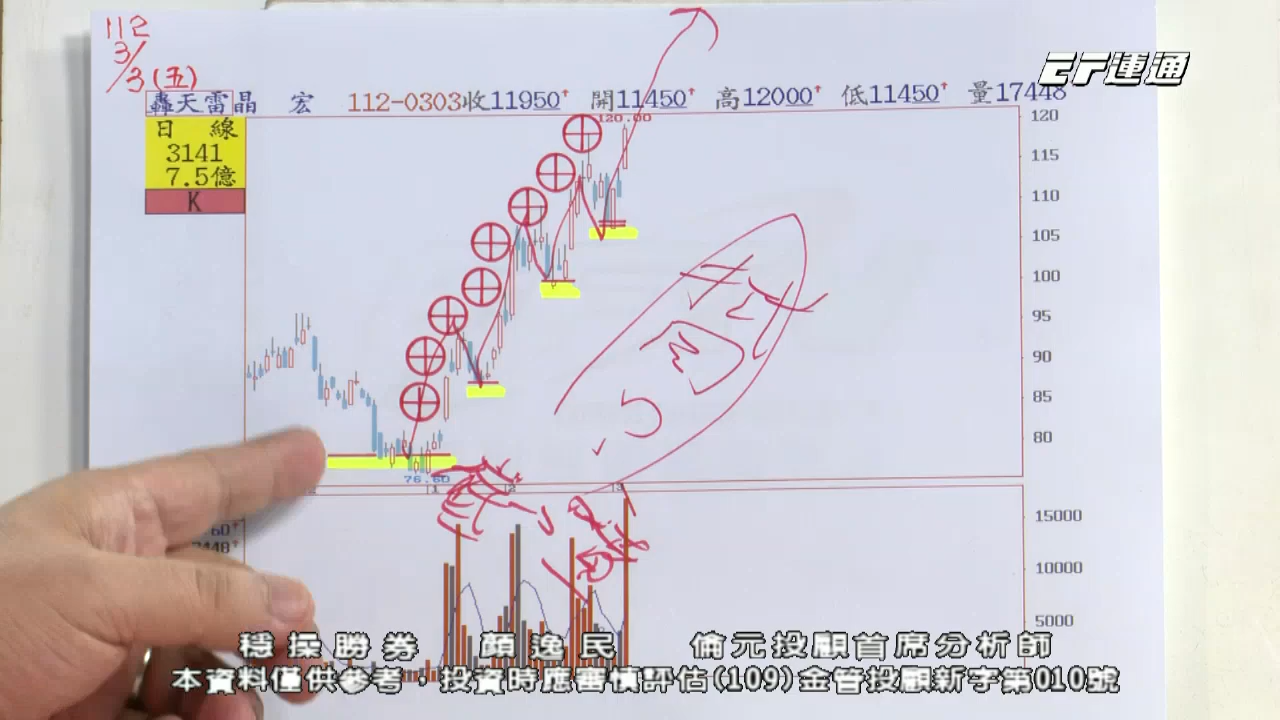 112
3/3(五)
EF運通
轟天雷晶 宏 112-0303收11950↑ 開11450↑ 高12000↑ 低11450↑ 量17448
日 線
3141
7.5億
K
120.00
120
115
110
105
100
95
90
85
80
76.60
15000
10000
5000
穩操勝券 顏逸民 倫元投顧首席分析師
本資料僅供參考，投資時應審慎評估(109)金管投顧新字第010號